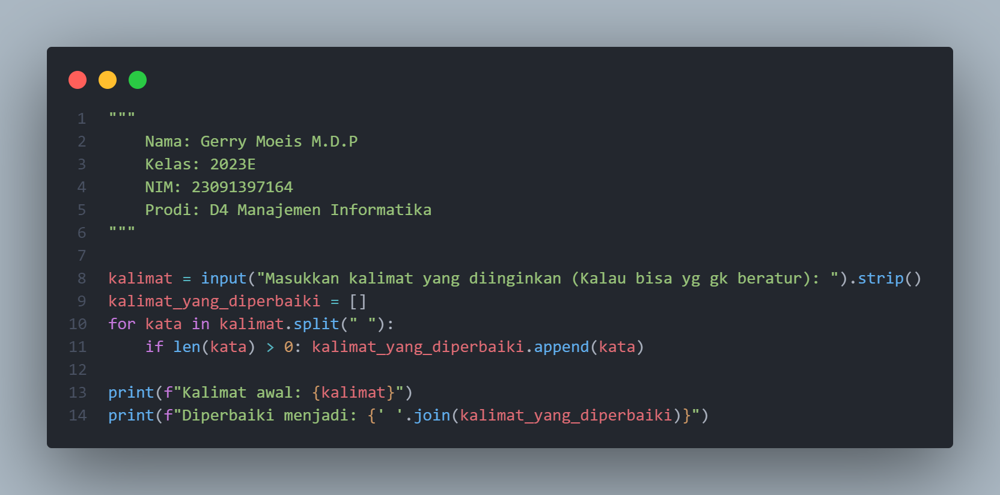 1 """
2     Nama: Gerry Moeis M.D.P
3     Kelas: 2023E
4     NIM: 23091397164
5     Prodi: D4 Manajemen Informatika
6 """
7
8 kalimat = input("Masukkan kalimat yang diinginkan (Kalau bisa yg gk beratur): ").strip()
9 kalimat_yang_diperbaiki = []
10 for kata in kalimat.split(" "):
11     if len(kata) > 0: kalimat_yang_diperbaiki.append(kata)
12
13 print(f"Kalimat awal: {kalimat}")
14 print(f"Diperbaiki menjadi: {' '.join(kalimat_yang_diperbaiki)}")